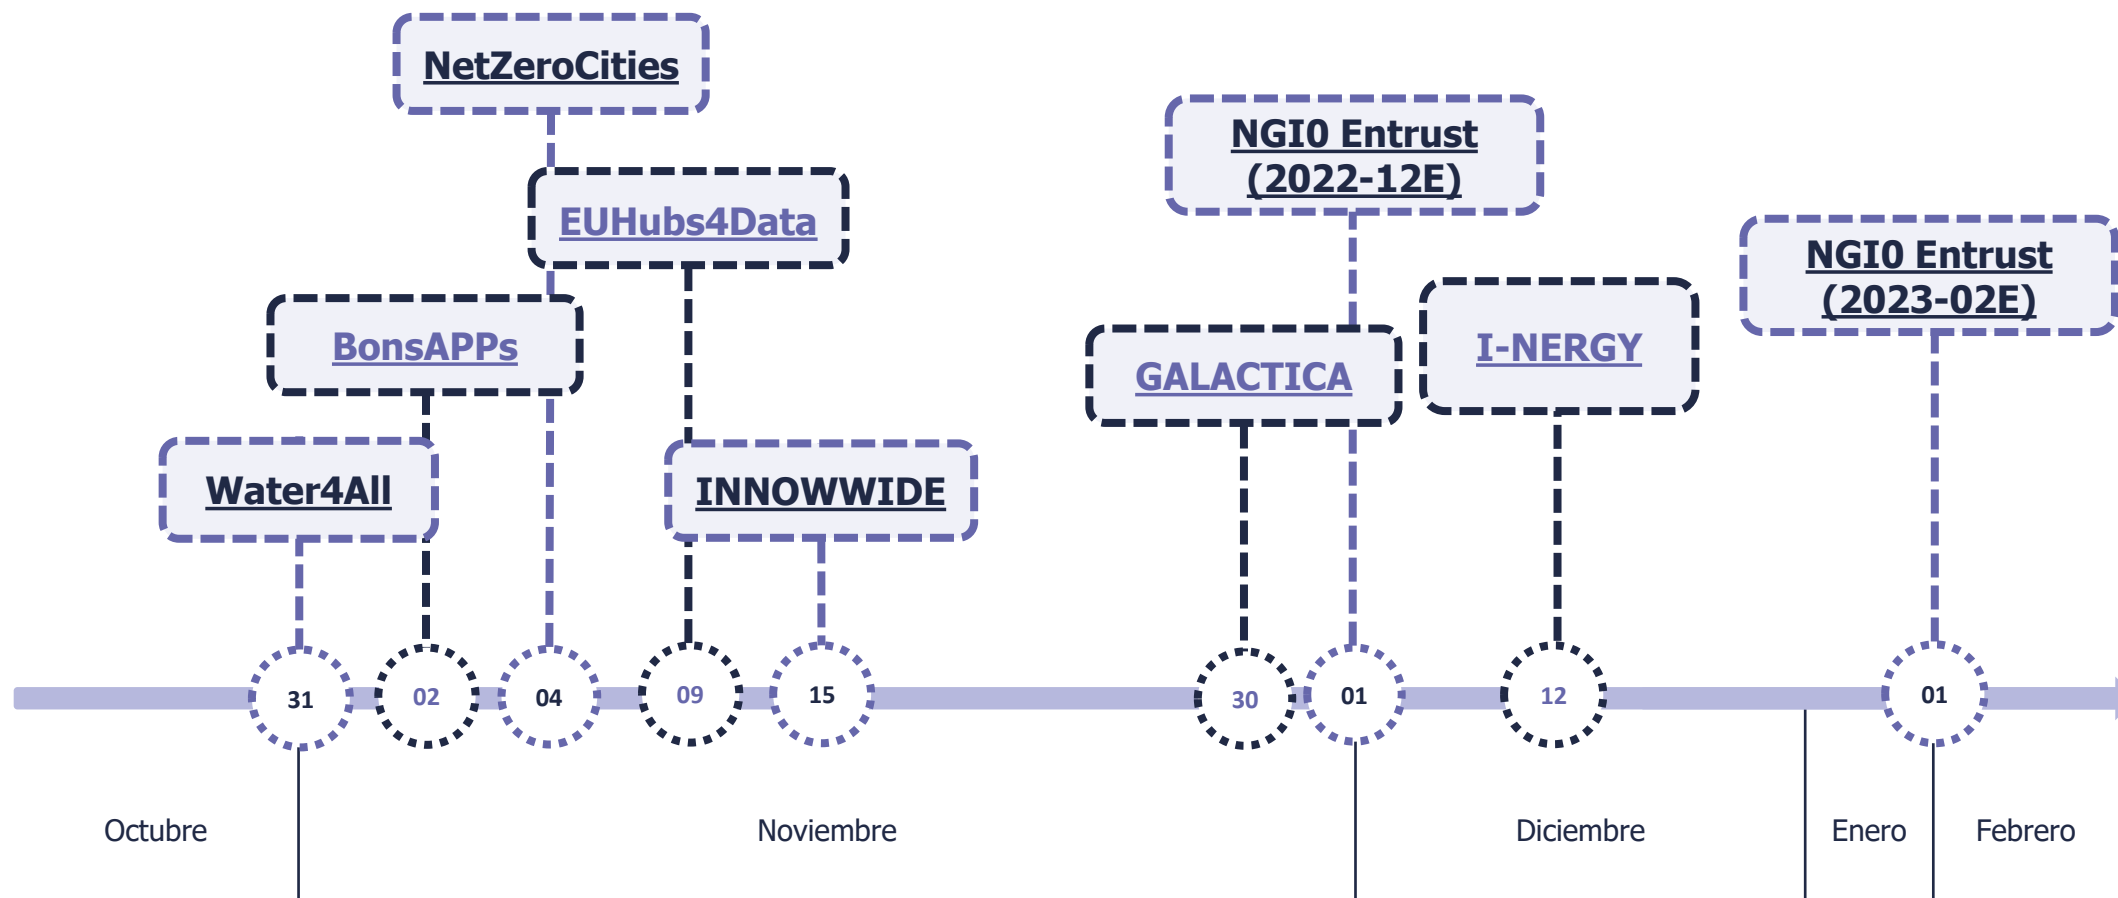 NetZeroCities
NGI0 Entrust
(2022-12E)
EUHubs4Data
NGI0 Entrust
(2023-02E)
BonsAPPs
GALACTICA
I-NERGY
Water4All
INNOWWIDE
31
02
04
09
15
30
01
12
01
Octubre
Noviembre
Diciembre
Enero
Febrero